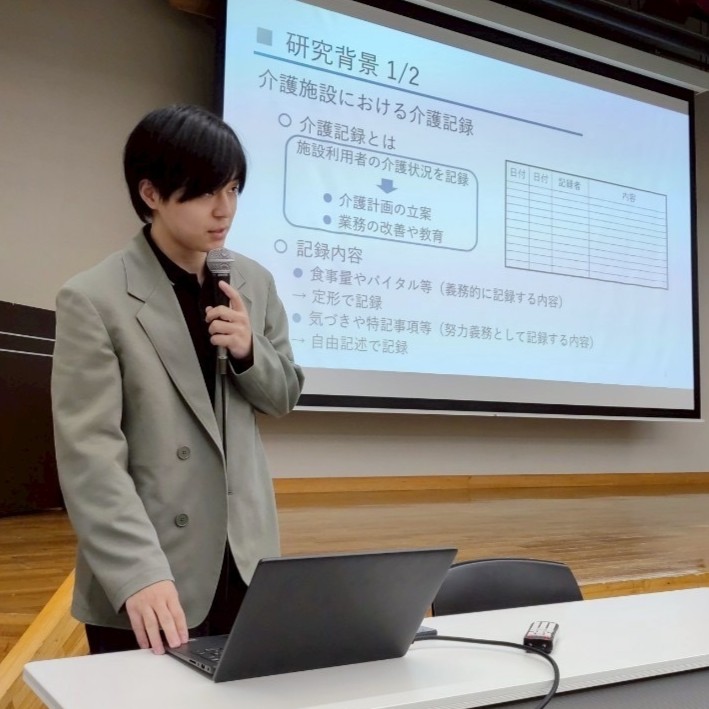 ■ 研究背景 1/2
介護施設における介護記録
○ 介護記録とは
施設利用者の介護状況を記録
● 介護計画の立案
● 業務の改善や教育
日付 日付 記録者 内容
○ 記録内容
● 食事量やバイタル等（義務的に記録する内容）
→ 定形で記録
● 気づきや特記事項等（努力義務として記録する内容）
→ 自由記述で記録